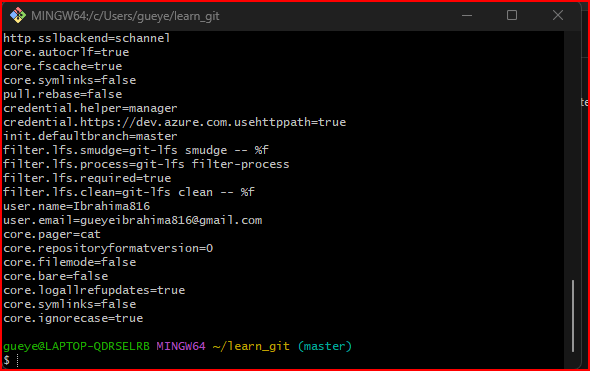 MINGW64:/c/Users/gueye/learn_git
http.sslbackend=schannel
core.autocrlf=true
core.fscache=true
core.symlinks=false
pull.rebase=false
credential.helper=manager
credential.https://dev.azure.com.usehttppath=true
init.defaultbranch=master
filter.lfs.smudge=git-lfs smudge -- %f
filter.lfs.process=git-lfs filter-process
filter.lfs.required=true
filter.lfs.clean=git-lfs clean -- %f
user.name=Ibrahima816
user.email=gueyeibrahima816@gmail.com
core.pager=cat
core.repositoryformatversion=0
core.filemode=false
core.bare=false
core.logallrefupdates=true
core.symlinks=false
core.ignorecase=true
gueye@LAPTOP-QDRSELRB MINGW64 ~/learn_git (master)
$